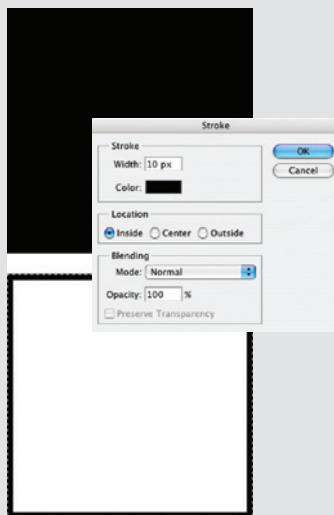 Stroke
Stroke
Width: 10 px
OK
Color:
Cancel
Location
Inside Center Outside
Blending
Mode: Normal
Opacity: 100 %
Preserve Transparency